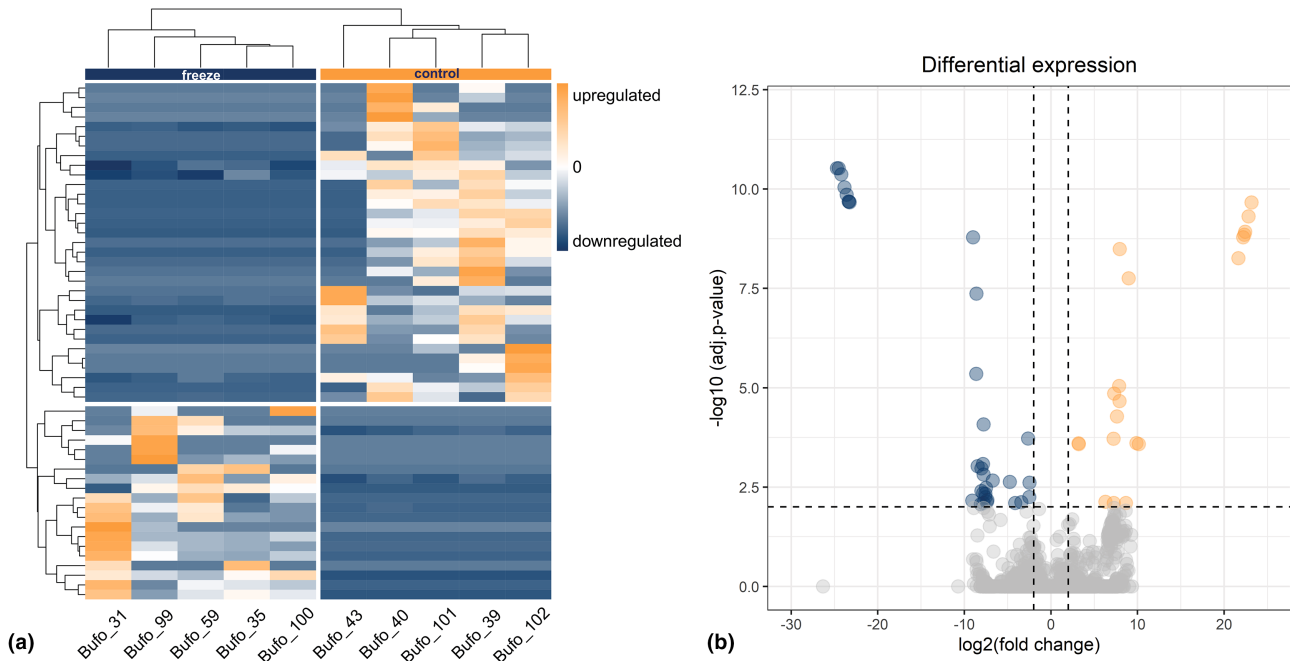 freeze
control
upregulated
0
downregulated
Bufo_31
Bufo_99
Bufo_59
Bufo_35
Bufo_100
Bufo_43
Bufo_40
Bufo_101
Bufo_39
Bufo_102
(a)
Differential expression
12.5
10.0
7.5
5.0
2.5
0.0
-log10 (adj.p-value)
-30
-20
-10
0
10
20
log2(fold change)
(b)